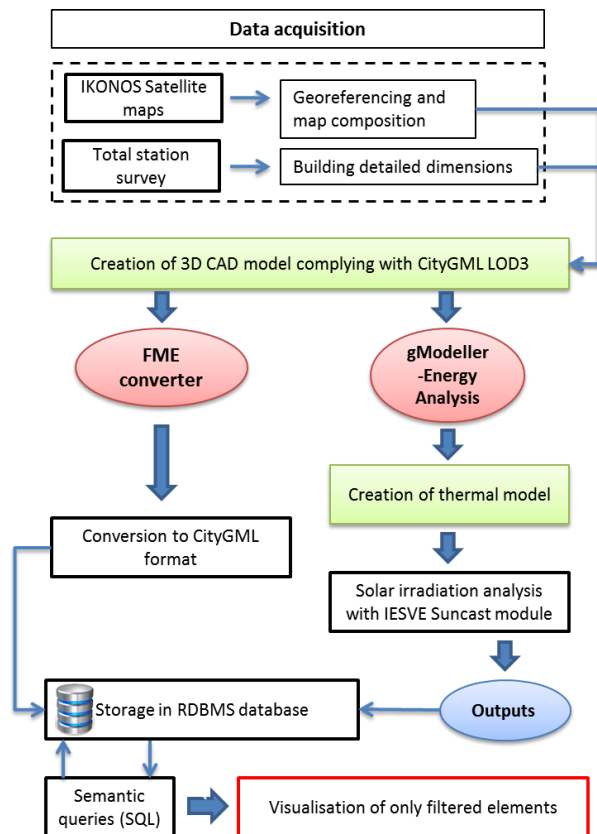 Data acquisition
IKONOS Satellite
maps
Georeferencing and
map composition
Total station
survey
Building detailed dimensions
Creation of 3D CAD model complying with CityGML LOD3
FME
converter
gModeller
-Energy
Analysis
Creation of thermal model
Conversion to CityGML
format
Solar irradiation analysis
with IESVE Suncast module
Storage in RDBMS database
Outputs
Semantic
queries (SQL)
Visualisation of only filtered elements